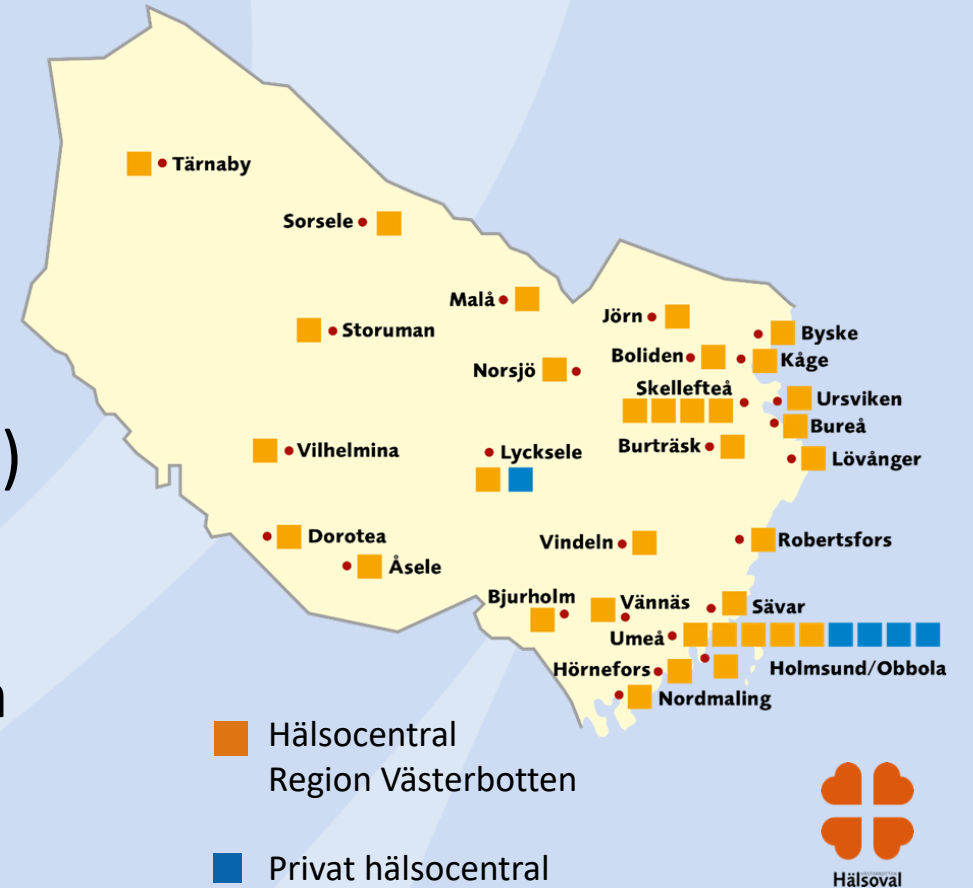 Tärnaby
Sorsele
Malå
Jörn
Storuman
Byske
Boliden
Kåge
Norsjö
Skellefteå
Ursviken
Bureå
)
Vilhelmina
Lycksele
Burträsk
Lövånger
Dorotea
Vindeln
Robertsfors
Åsele
Bjurholm
Vännäs
Sävar
Umeå
Hörnefors
Holmsund/Obbola
n
Nordmaling
Hälsocentral
Region Västerbotten
Privat hälsocentral
VÄSTERBOTTEN
Hälsoval